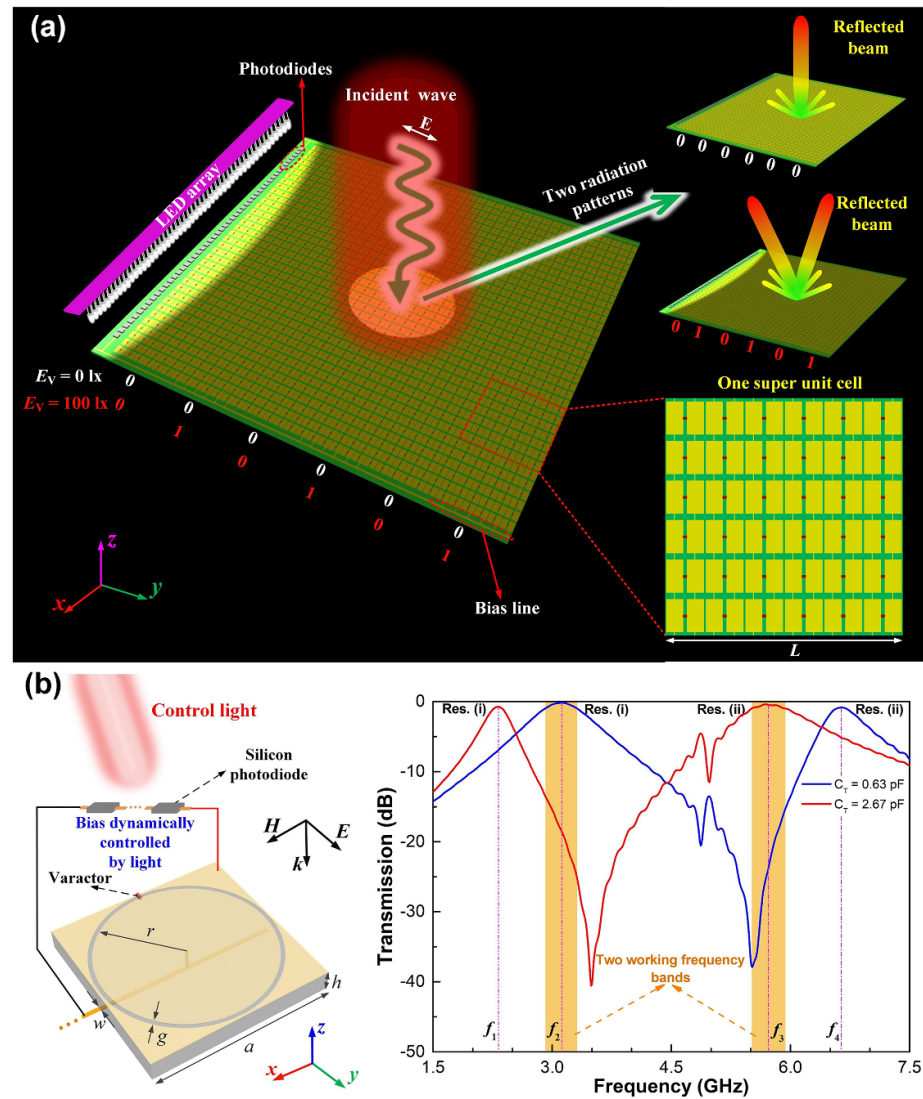 (a)
Photodiodes
LED array
Incident wave
E
Two radiation
patterns
Reflected
beam
0 0 0 0 0 0
Reflected
beam
0 1 0 1 0 1
E_V = 0 lx 0 0 0 0 0 0
E_V = 100 lx 0 1 0 1 0 1
Bias line
z
x
y
One super unit cell
L
(b)
Control light
Silicon
photodiode
Bias dynamically
controlled
by light
Varactor
H
E
k
r
w
g
a
h
z
x
y
Transmission (dB)
0
-10
-20
-30
-40
-50
Res. (i)
Res. (i)
Res. (ii)
Res. (ii)
C_T = 0.63 pF
C_T = 2.67 pF
Two working frequency
bands
f_1
f_2
f_3
f_4
1.5
3.0
4.5
6.0
7.5
Frequency (GHz)